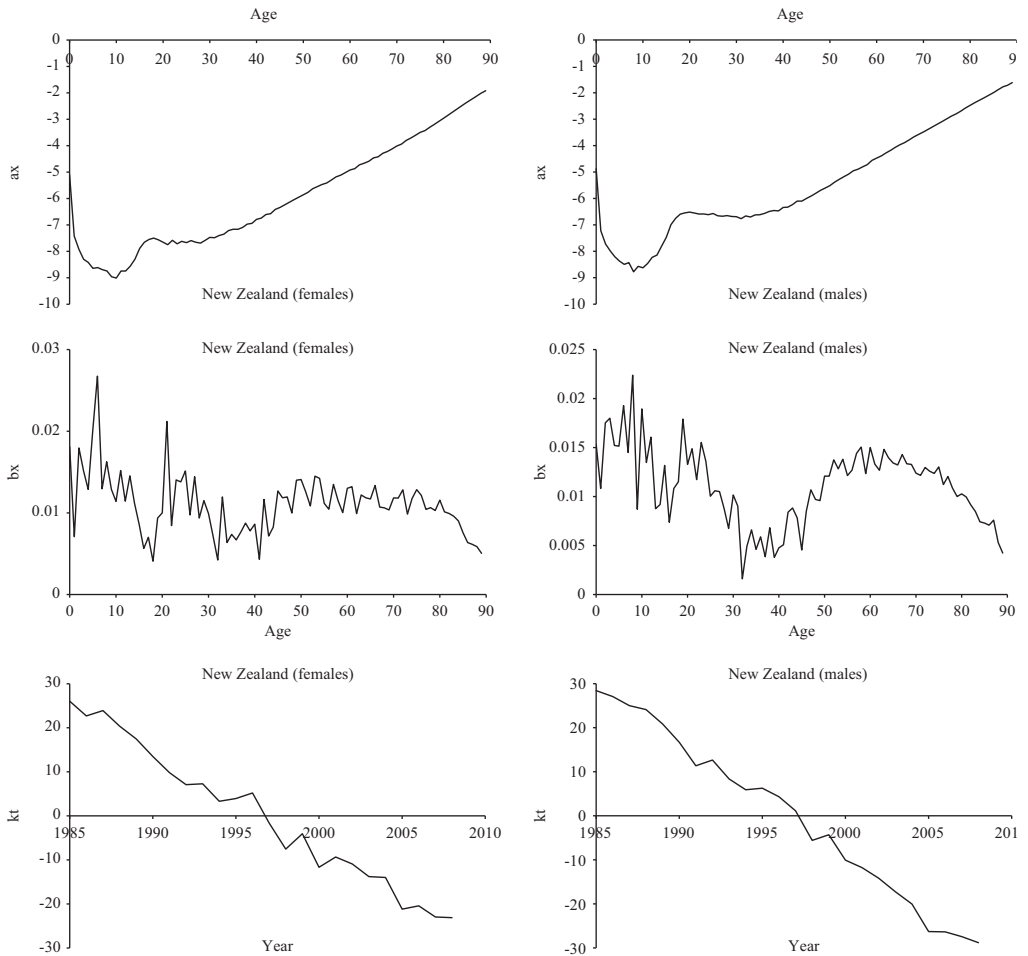 Age
0
0 10 20 30 40 50 60 70 80 90
-1
-2
-3
-4
-5
-6
-7
-8
-9
-10
ax
New Zealand (females)
Age
0
0 10 20 30 40 50 60 70 80 9
-1
-2
-3
-4
-5
-6
-7
-8
-9
-10
ax
New Zealand (males)
New Zealand (females)
0.03
0.02
0.01
0
bx
0 10 20 30 40 50 60 70 80 90
Age
New Zealand (males)
0.025
0.02
0.015
0.01
0.005
0
bx
0 10 20 30 40 50 60 70 80 90
Age
New Zealand (females)
30
20
10
0
-10
-20
-30
kt
1985 1990 1995 2000 2005 2010
Year
New Zealand (males)
30
20
10
0
-10
-20
-30
kt
1985 1990 1995 2000 2005 201
Year